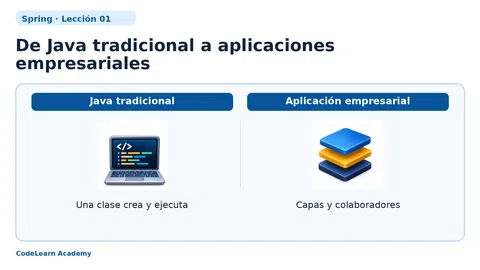 Spring · Lección 01
De Java tradicional a aplicaciones
empresariales
Java tradicional
Aplicación empresarial
</>
Una clase crea y ejecuta
Capas y colaboradores
CodeLearn Academy